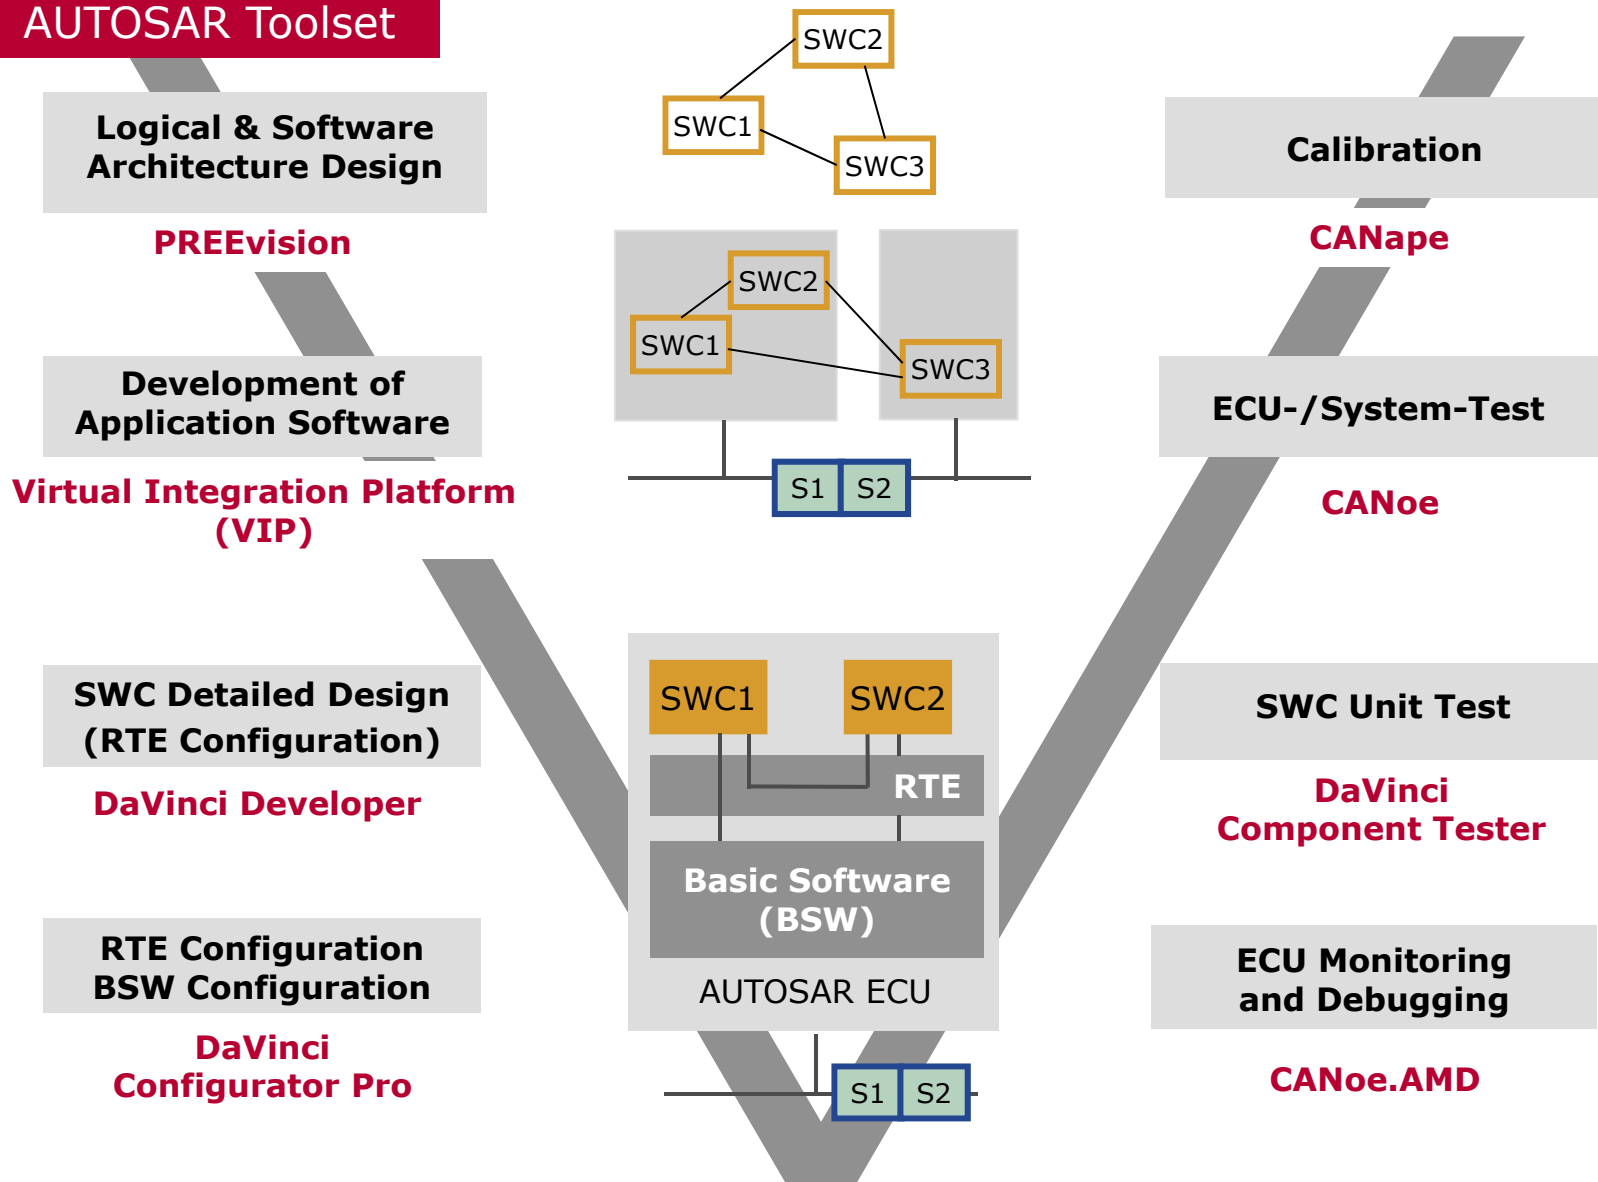 AUTOSAR Toolset
Logical & Software
Architecture Design
PREEvision
Development of
Application Software
Virtual Integration Platform
(VIP)
SWC Detailed Design
(RTE Configuration)
DaVinci Developer
RTE Configuration
BSW Configuration
DaVinci
Configurator Pro
SWC2
SWC1
SWC3
SWC2
SWC1
SWC3
S1 S2
SWC1 SWC2
RTE
Basic Software
(BSW)
AUTOSAR ECU
S1 S2
Calibration
CANape
ECU-/System-Test
CANoe
SWC Unit Test
DaVinci
Component Tester
ECU Monitoring
and Debugging
CANoe.AMD